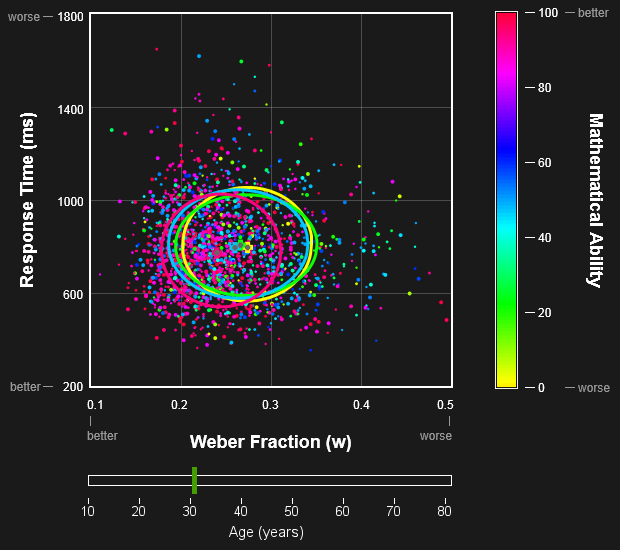 worse
1800
1400
1000
600
better
200
Response Time (ms)
0.1
0.2
0.3
0.4
0.5
better
worse
Weber Fraction (w)
10
20
30
40
50
60
70
80
Age (years)
100
better
80
60
40
20
0
worse
Mathematical Ability